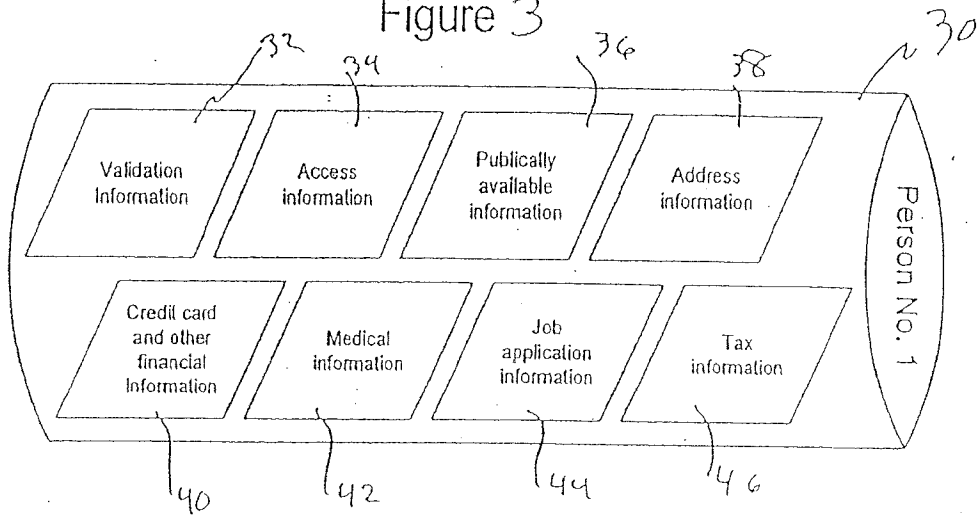 Figure 3
32
34
36
38
30
Validation
Information
Access
information
Publically
available
information
Address
information
Person No. 1
Credit card
and other
financial
Information
Medical
information
Job
application
information
Tax
information
40
42
44
46